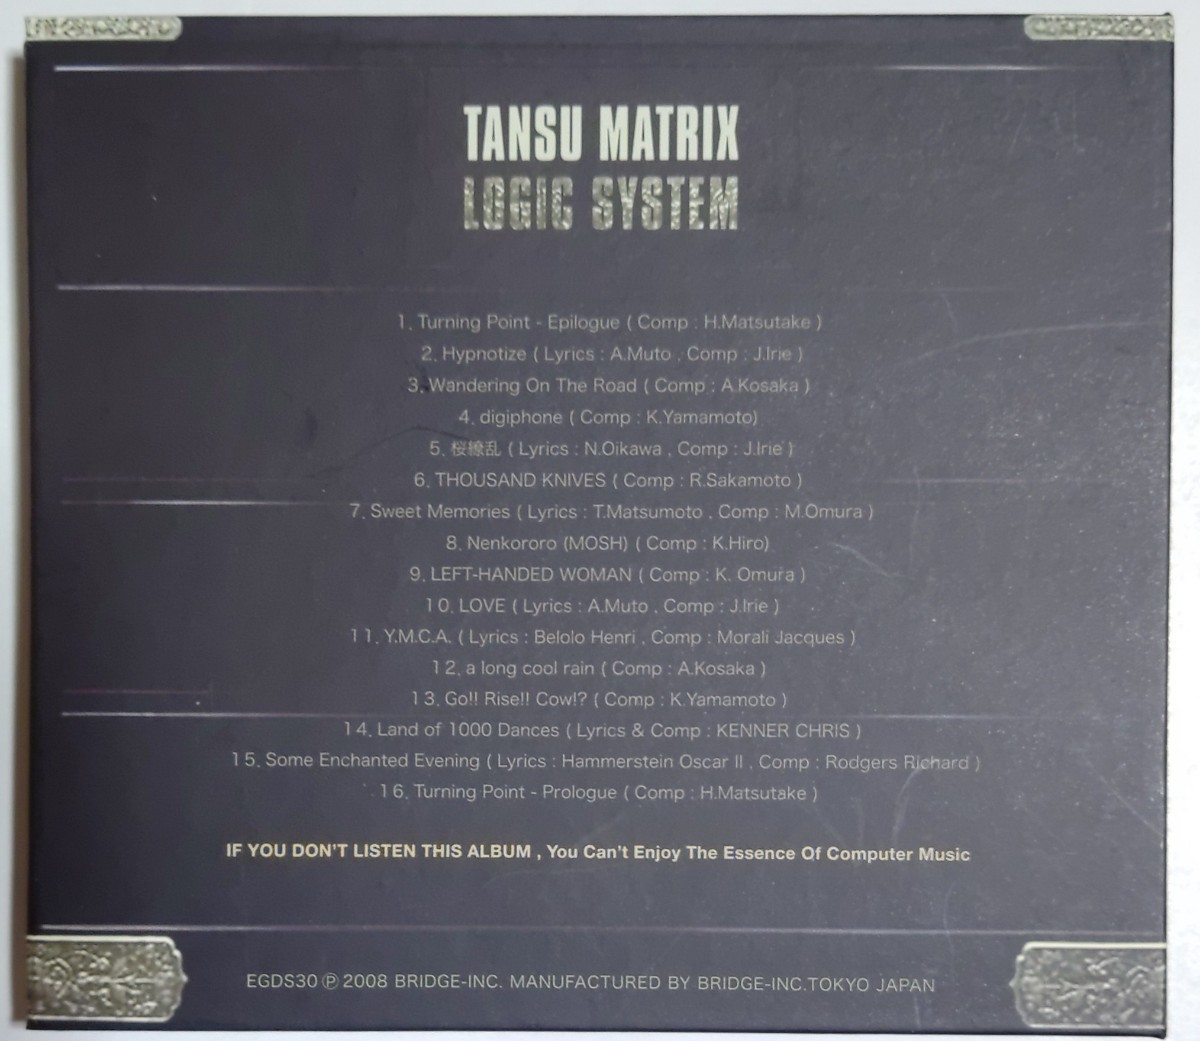 TANSU MATRIX
LOGIC SYSTEM
1. Turning Point - Epilogue ( Comp : H.Matsutake )
2. Hypnotize ( Lyrics : A.Muto , Comp : J.Irie )
3. Wandering On The Road ( Comp : A.Kosaka )
4. digiphone ( Comp : K.Yamamoto)
5. 桜繚乱 ( Lyrics : N.Oikawa , Comp : J.Irie )
6. THOUSAND KNIVES ( Comp : R.Sakamoto )
7. Sweet Memories ( Lyrics : T.Matsumoto , Comp : M.Omura )
8. Nenkororo (MOSH) ( Comp : K.Hiro)
9. LEFT-HANDED WOMAN ( Comp : K. Omura )
10. LOVE ( Lyrics : A.Muto , Comp : J.Irie )
11. Y.M.C.A. ( Lyrics : Belolo Henri , Comp : Morali Jacques )
12. a long cool rain ( Comp : A.Kosaka )
13. Go!! Rise!! Cow!? ( Comp : K.Yamamoto )
14. Land of 1000 Dances ( Lyrics & Comp : KENNER CHRIS )
15. Some Enchanted Evening ( Lyrics : Hammerstein Oscar II , Comp : Rodgers Richard )
16. Turning Point - Prologue ( Comp : H.Matsutake )
IF YOU DON'T LISTEN THIS ALBUM , You Can't Enjoy The Essence Of Computer Music
EGDS30 ℗ 2008 BRIDGE-INC. MANUFACTURED BY BRIDGE-INC.TOKYO JAPAN